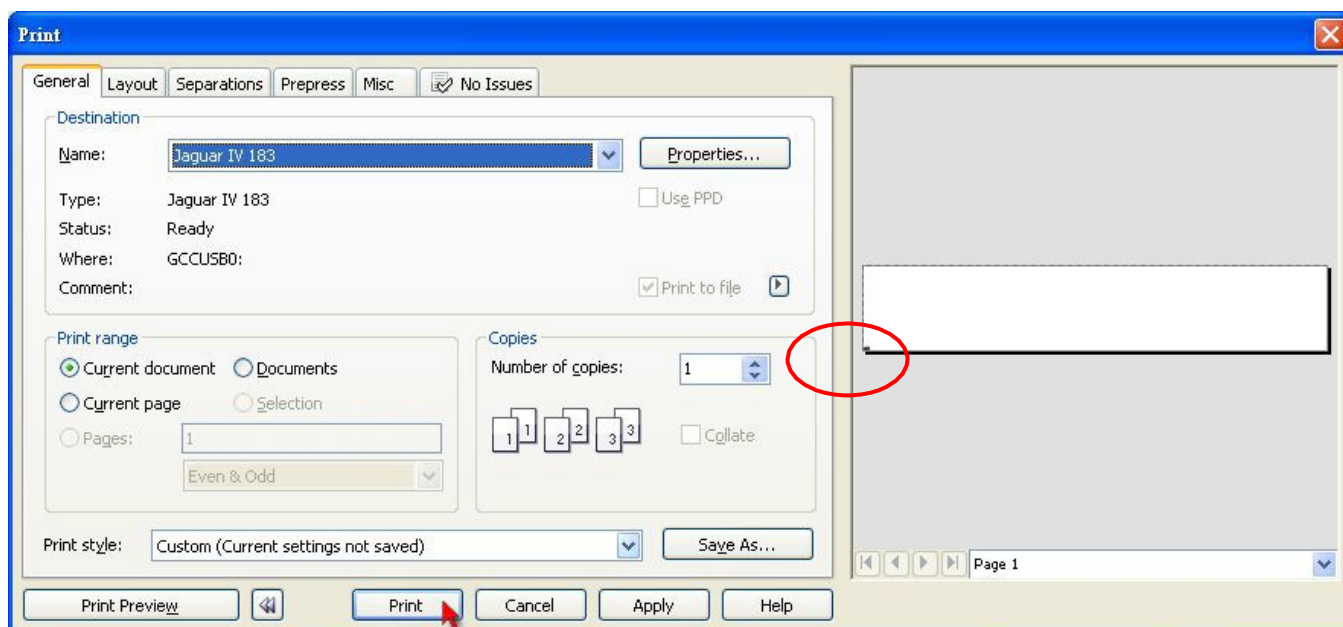 Print
General Layout Separations Prepress Misc No Issues
Destination
Name: Jaguar IV 183 Properties...
Type: Jaguar IV 183 Use PPD
Status: Ready
Where: GCCUSB0:
Comment: Print to file
Print range
Current document Documents
Current page Selection
Pages: 1
Even & Odd
Copies
Number of copies: 1
1 1 2 2 3 3 Collate
Print style: Custom (Current settings not saved) Save As...
Page 1
Print Preview Print Cancel Apply Help